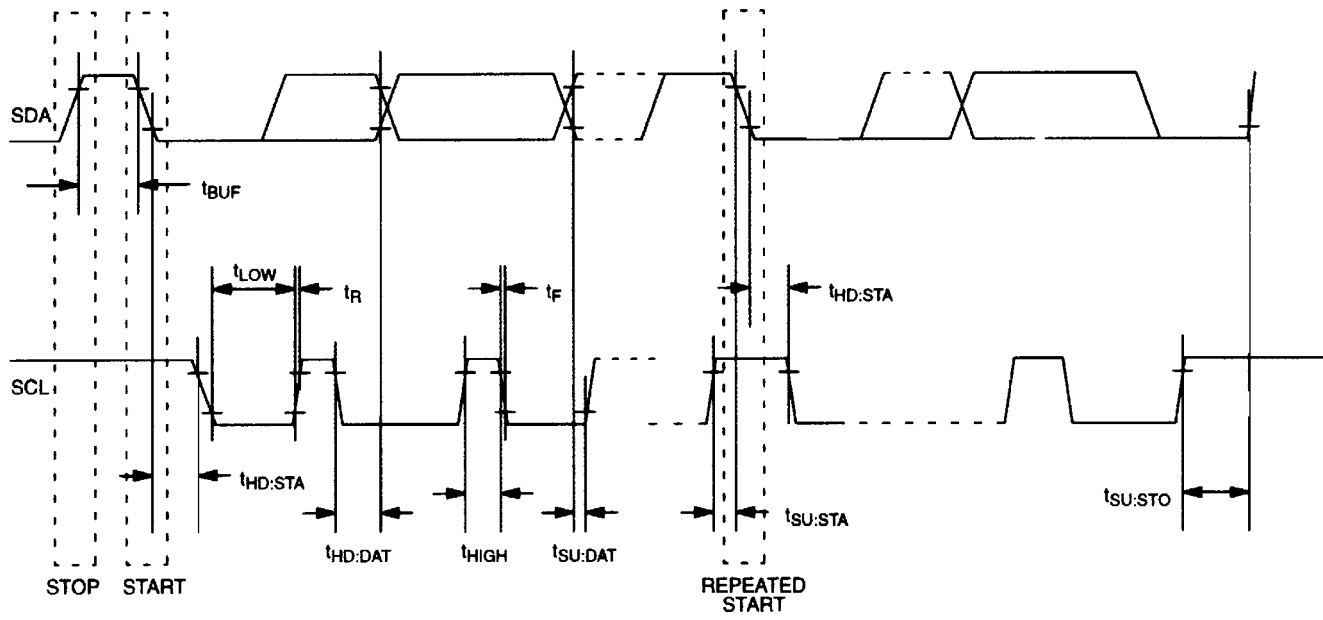 SDA
tBUF
tLOW
tR
tF
tHD:STA
SCL
tHD:STA
tHD:DAT
tHIGH
tSU:DAT
tSU:STA
tSU:STO
STOP
START
REPEATED
START